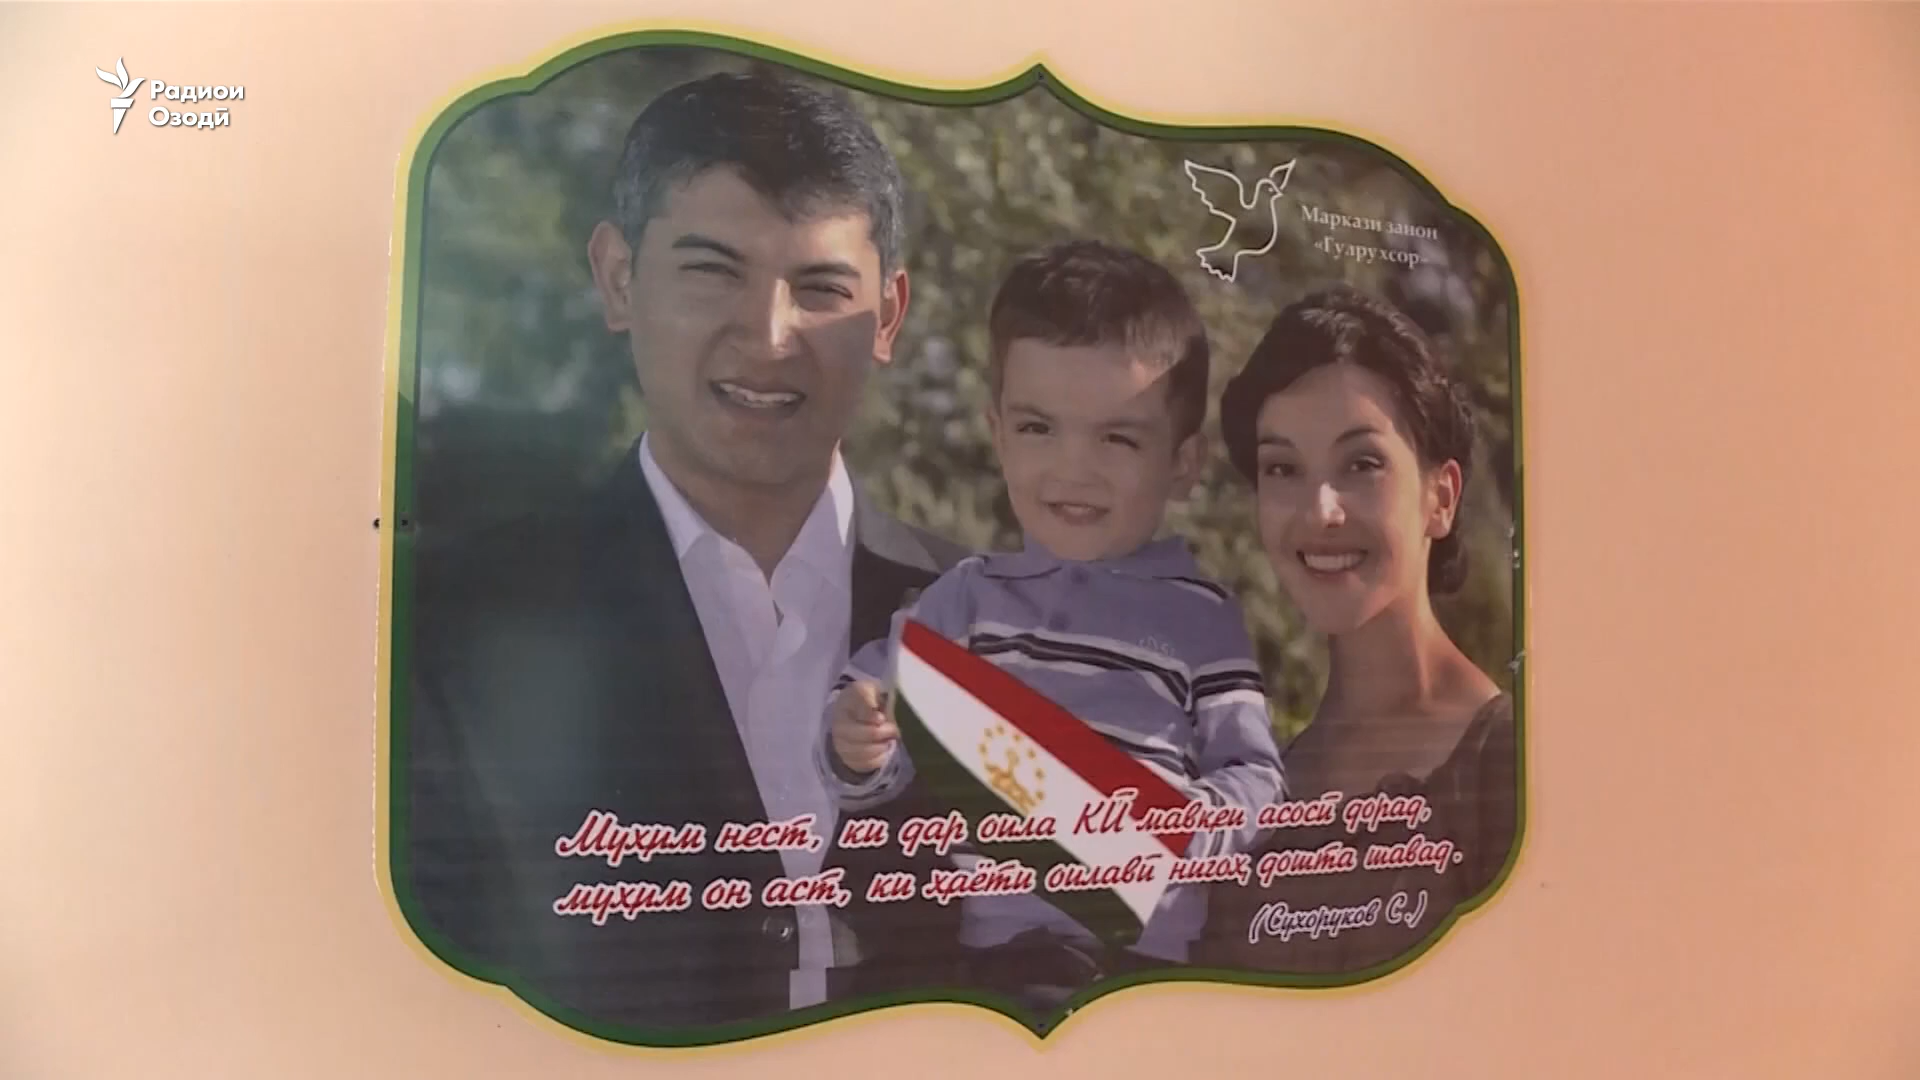 Радиои
Озодӣ
Маркази занон
«Гулрухсор»
Муҳим нест, ки дар оила КӢ мавқеи асосӣ дорад,
муҳим он аст, ки ҳаёти оилавӣ нигоҳ дошта шавад.
(Сухоруков С.)